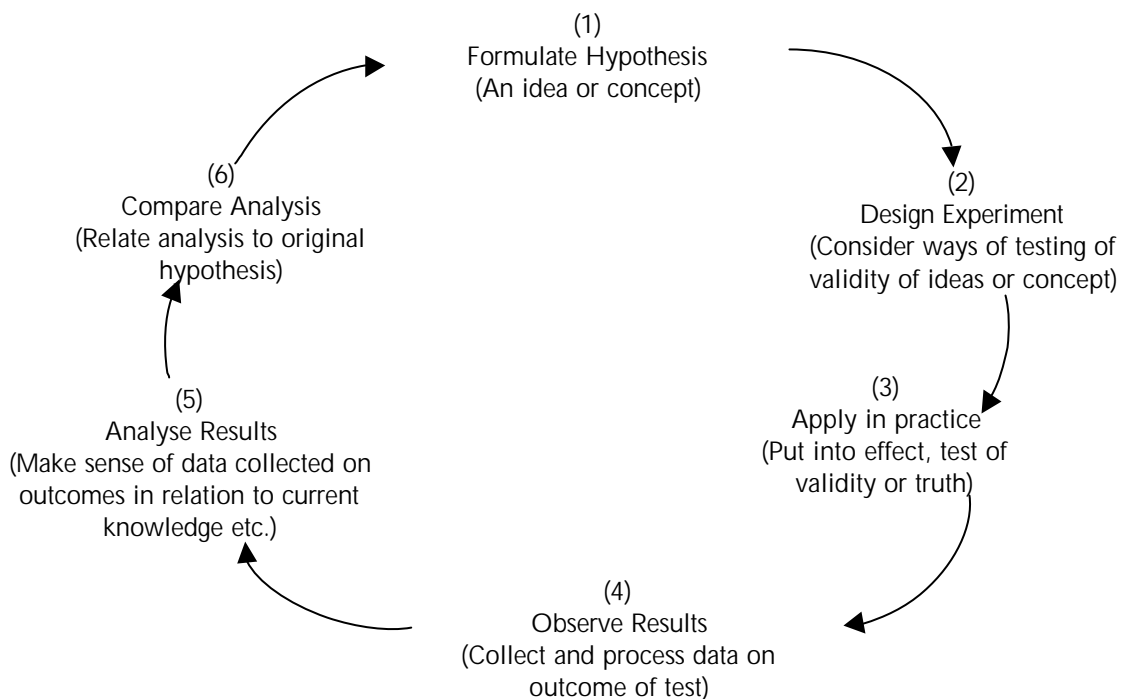 (1)
Formulate Hypothesis
(An idea or concept)
(2)
Design Experiment
(Consider ways of testing of
validity of ideas or concept)
(3)
Apply in practice
(Put into effect, test of
validity or truth)
(4)
Observe Results
(Collect and process data on
outcome of test)
(5)
Analyse Results
(Make sense of data collected on
outcomes in relation to current
knowledge etc.)
(6)
Compare Analysis
(Relate analysis to original
hypothesis)